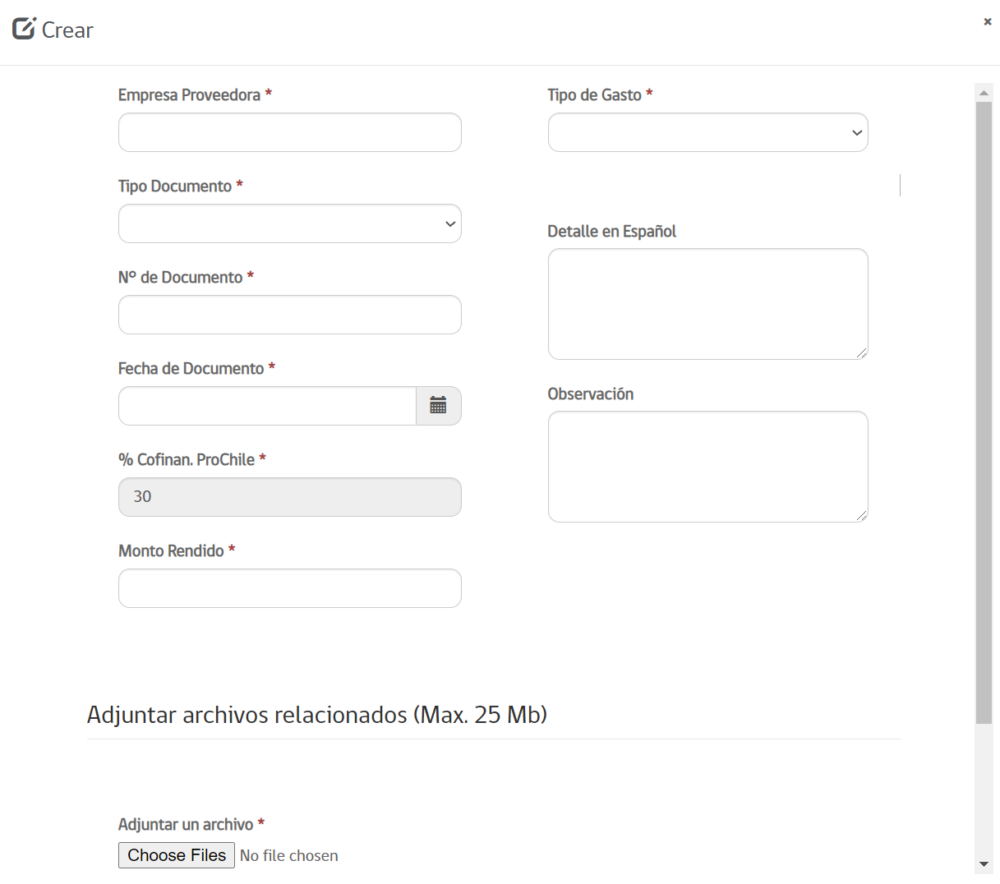 Crear
Empresa Proveedora *
Tipo Documento *
Nº de Documento *
Fecha de Documento *
% Cofinan. ProChile *
30
Monto Rendido *
Tipo de Gasto *
Detalle en Español
Observación
Adjuntar archivos relacionados (Max. 25 Mb)
Adjuntar un archivo *
Choose Files No file chosen